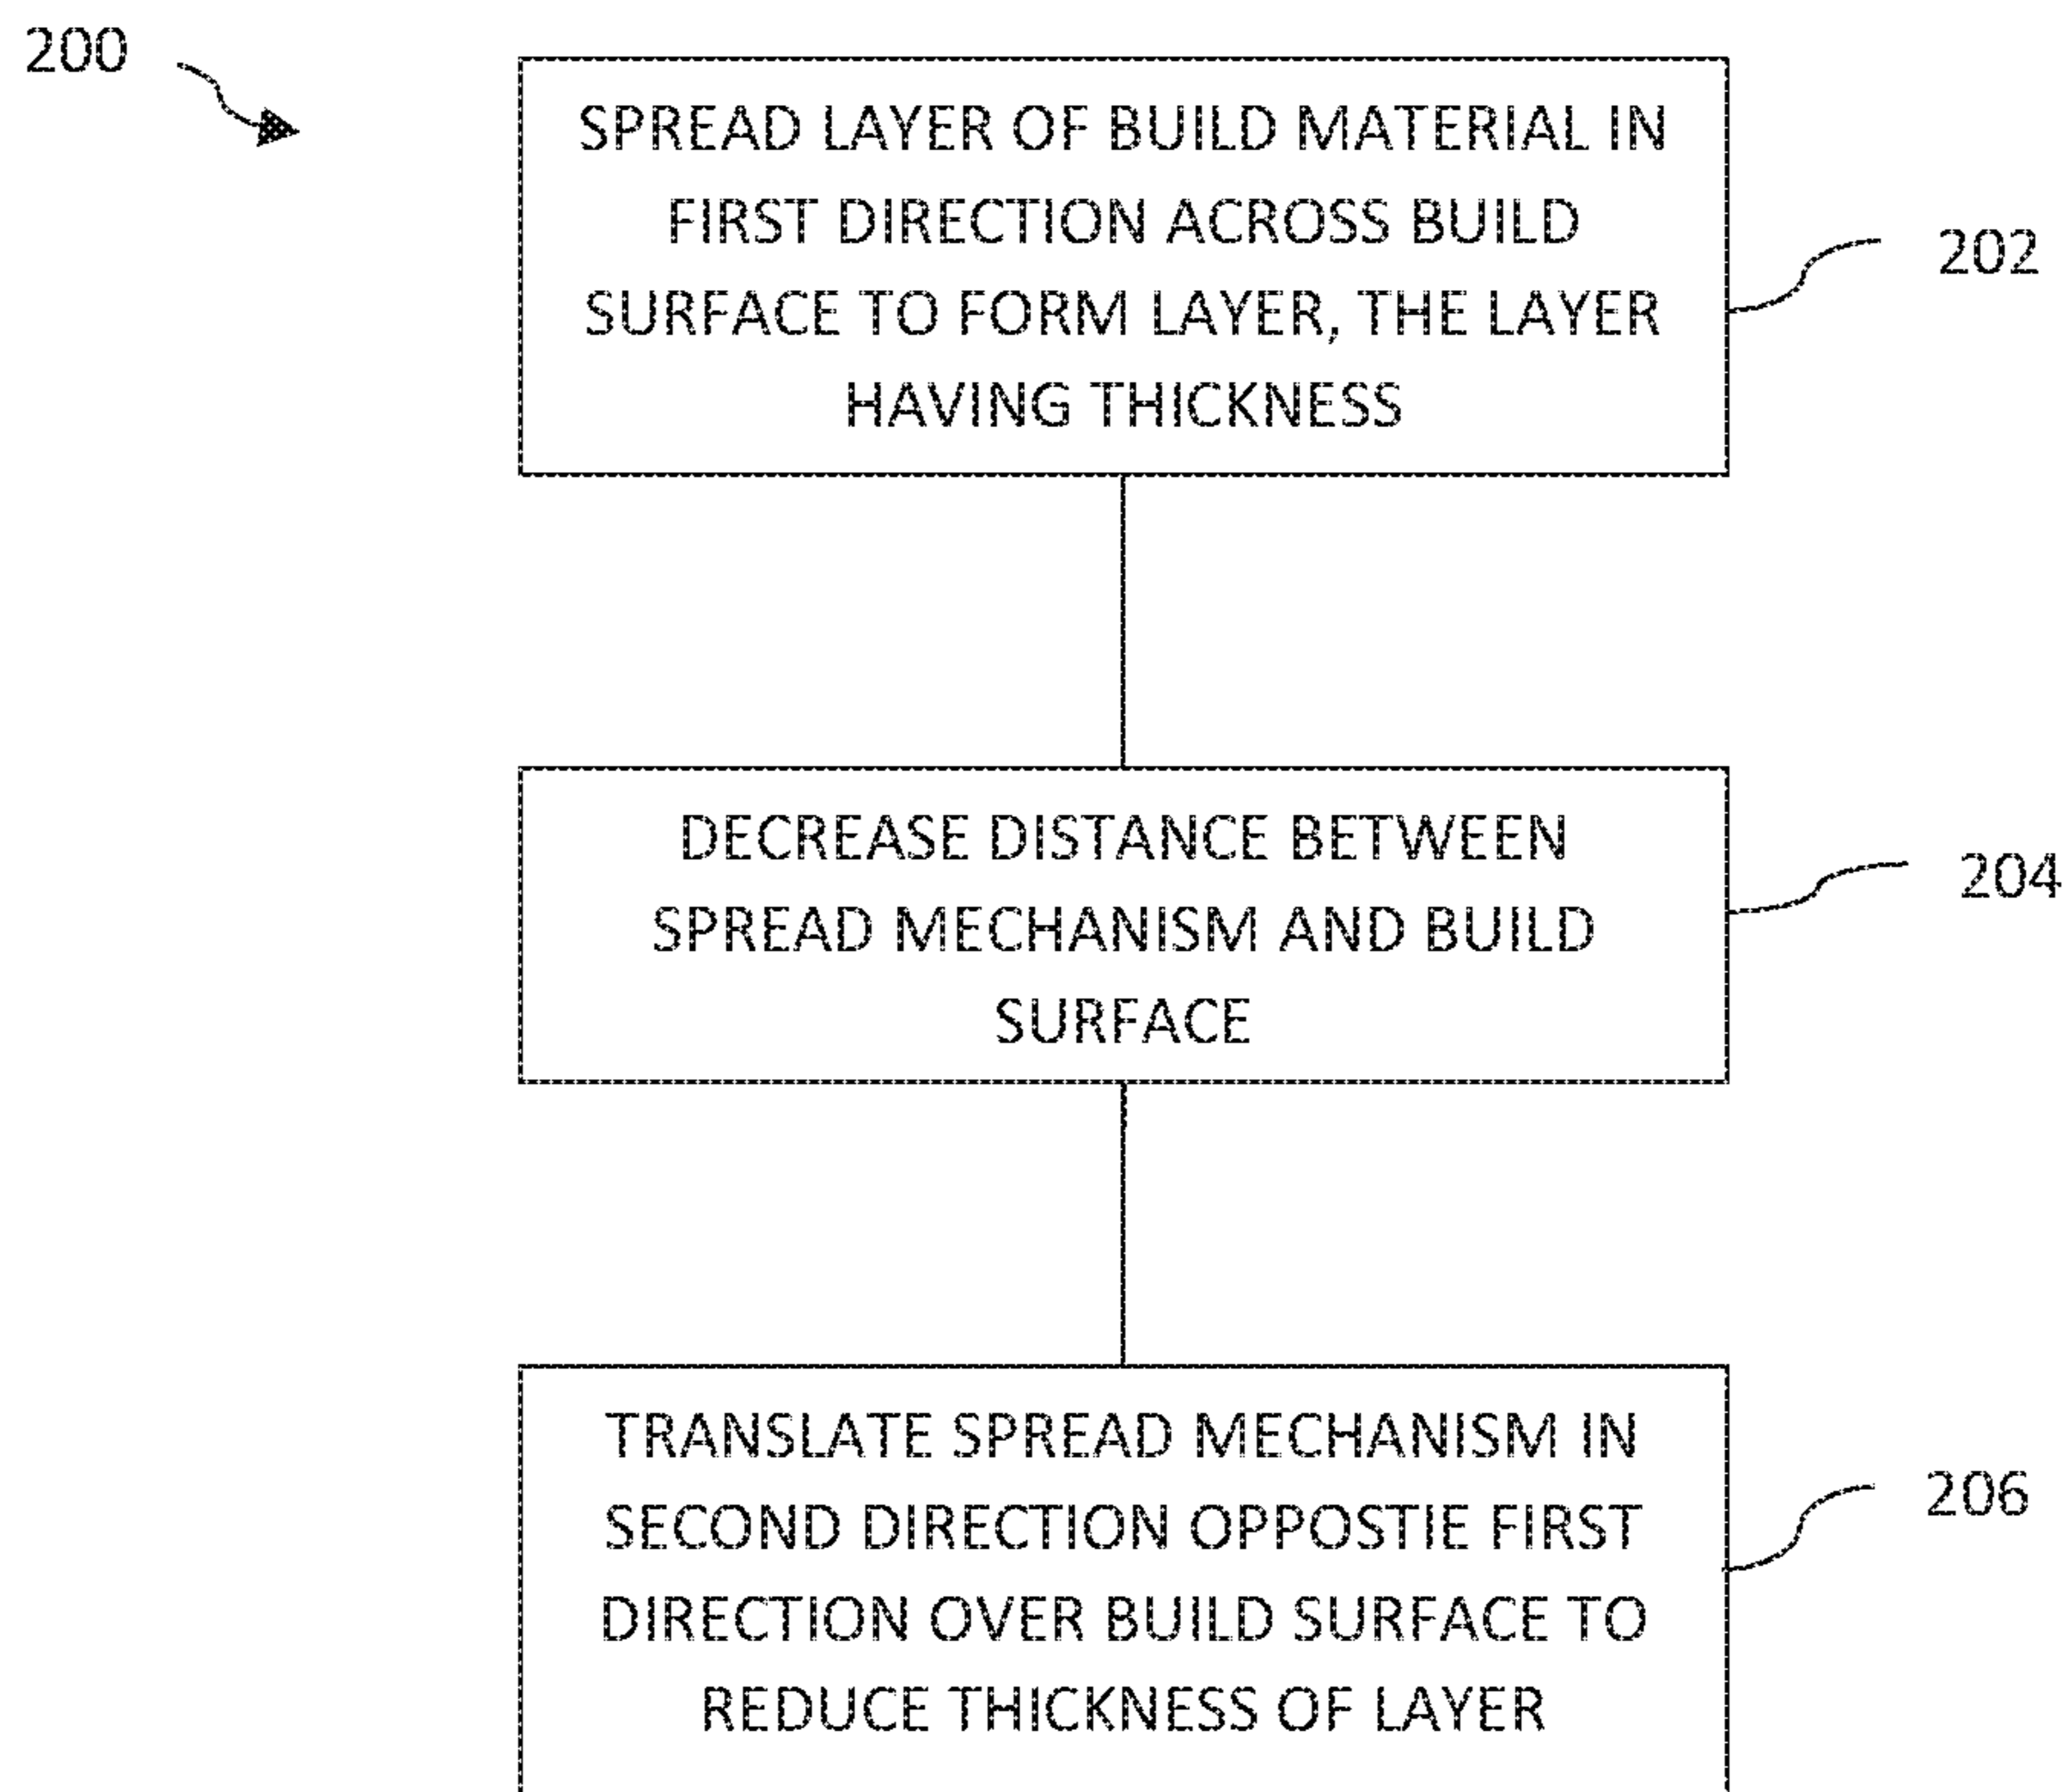 200
SPREAD LAYER OF BUILD MATERIAL IN
FIRST DIRECTION ACROSS BUILD
SURFACE TO FORM LAYER, THE LAYER
HAVING THICKNESS
202
DECREASE DISTANCE BETWEEN
SPREAD MECHANISM AND BUILD
SURFACE
204
TRANSLATE SPREAD MECHANISM IN
SECOND DIRECTION OPPOSTIE FIRST
DIRECTION OVER BUILD SURFACE TO
REDUCE THICKNESS OF LAYER
206